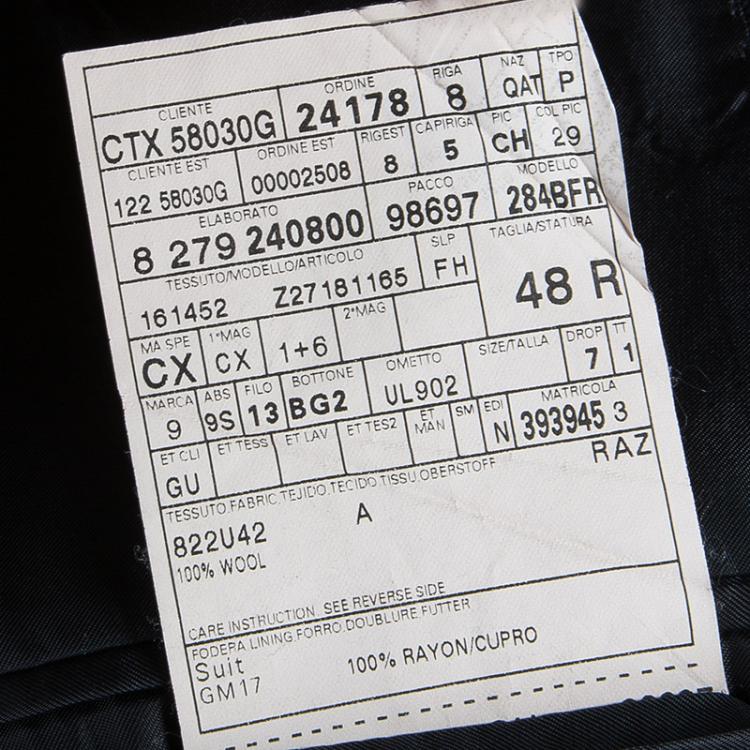 CLIENTE ORDINE RIGA NAZ TPO
CTX 58030G 24178 8 QAT P
CLIENTE EST ORDINE EST RIGEST CAPIRIGA PIC COL PIC
122 58030G 00002508 8 5 CH 29
ELABORATO PACCO MODELLO
8 279 240800 98697 284BFR
TESSUTO/MODELLO/ARTICOLO SLP TAGLIA/STATURA
161452 Z27181165 FH 48 R
MA SPE 1°MAG 2°MAG
CX CX 1+6
MARCA ABS FILO BOTTONE OMETTO SIZE/TALLA DROP TT
9 9S 13 BG2 UL902 7 1
ET CLI ET TESS ET LAV ET TES2 ET MAN SM EDI MATRICOLA
GU N 393945 3
RAZ
TESSUTO.FABRIC.TEJIDO.TECIDO.TISSU.OBERSTOFF
822U42 A
100% WOOL
CARE INSTRUCTION. SEE REVERSE SIDE
FODERA.LINING.FORRO.DOUBLURE.FUTTER
Suit 100% RAYON/CUPRO
GM17